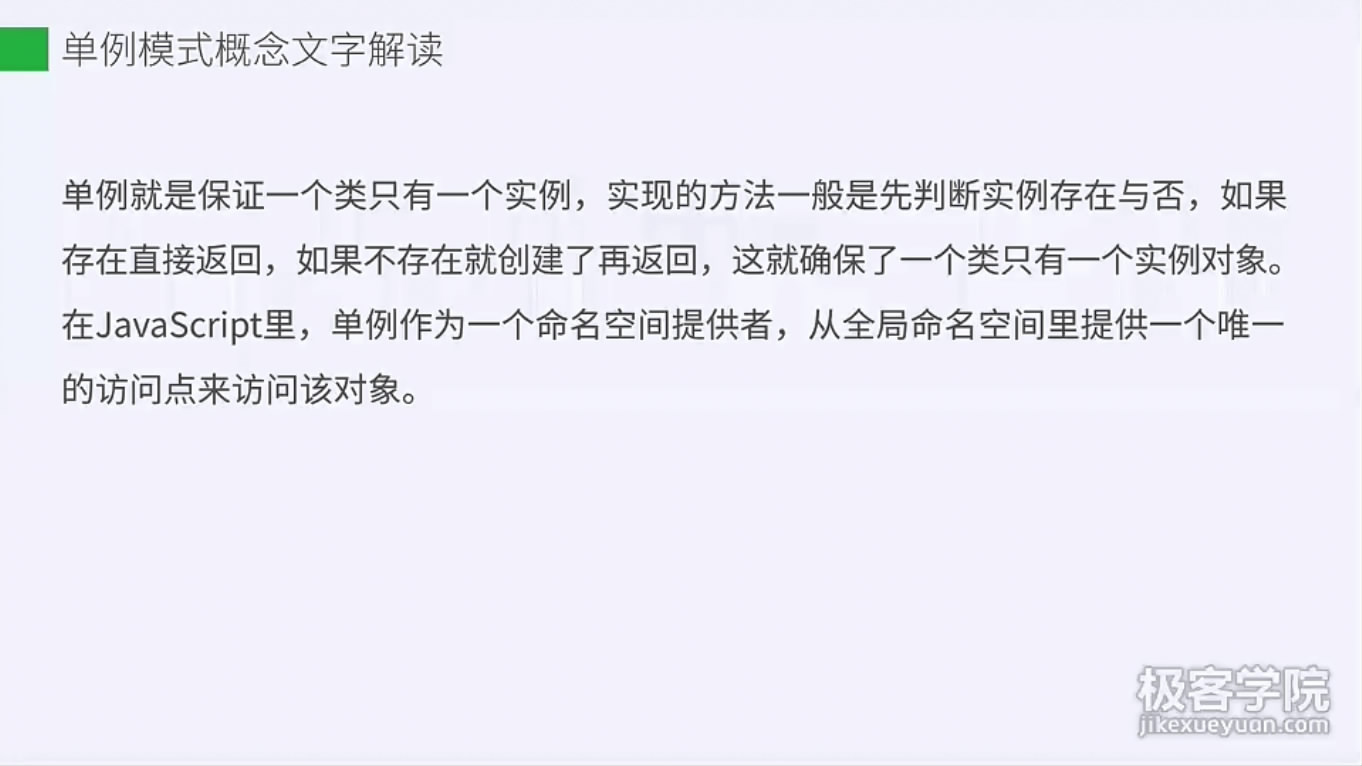 单例模式概念文字解读
单例就是保证一个类只有一个实例，实现的方法一般是先判断实例存在与否，如果
存在直接返回，如果不存在就创建了再返回，这就确保了一个类只有一个实例对象。
在JavaScript里，单例作为一个命名空间提供者，从全局命名空间里提供一个唯一
的访问点来访问该对象。
极客学院
jikexueyuan.com